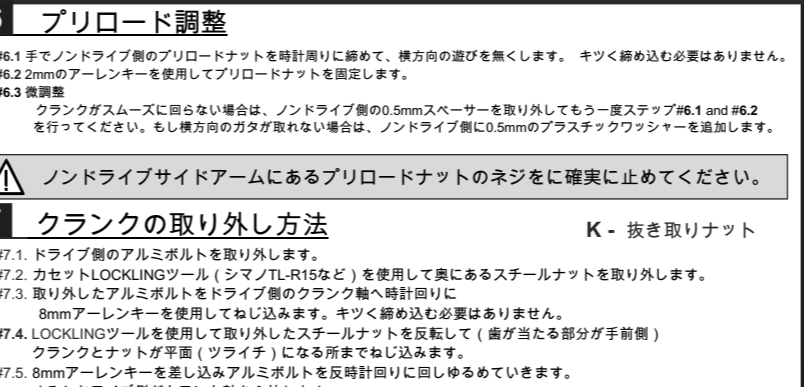 プリロード調整
#6.1 手でノンドライブ側のプリロードナットを時計周りに締めて、横方向の遊びを無くします。 キツく締め込む必要はありません。
#6.2 2mmのアーレンキーを使用してプリロードナットを固定します。
#6.3 微調整
クランクがスムーズに回らない場合は、ノンドライブ側の0.5mmスペーサーを取り外してもう一度ステップ#6.1 and #6.2
を行ってください。もし横方向のガタが取れない場合は、ノンドライブ側に0.5mmのプラスチックワッシャーを追加します。
ノンドライブサイドアームにあるプリロードナットのネジをに確実に止めてください。
クランクの取り外し方法 K - 抜き取りナット
#7.1. ドライブ側のアルミボルトを取り外します。
#7.2. カセットLOCKLINGツール（シマノTL-R15など）を使用して奥にあるスチールナットを取り外します。
#7.3. 取り外したアルミボルトをドライブ側のクランク軸へ時計回りに
8mmアーレンキーを使用してねじ込みます。キツく締め込む必要はありません。
#7.4. LOCKLINGツールを使用して取り外したスチールナットを反転して（歯が当たる部分が手前側）
クランクとナットが平面（ツライチ）になる所までねじ込みます。
#7.5. 8mmアーレンキーを差し込みアルミボルトを反時計回りに回しゆるめていきます。